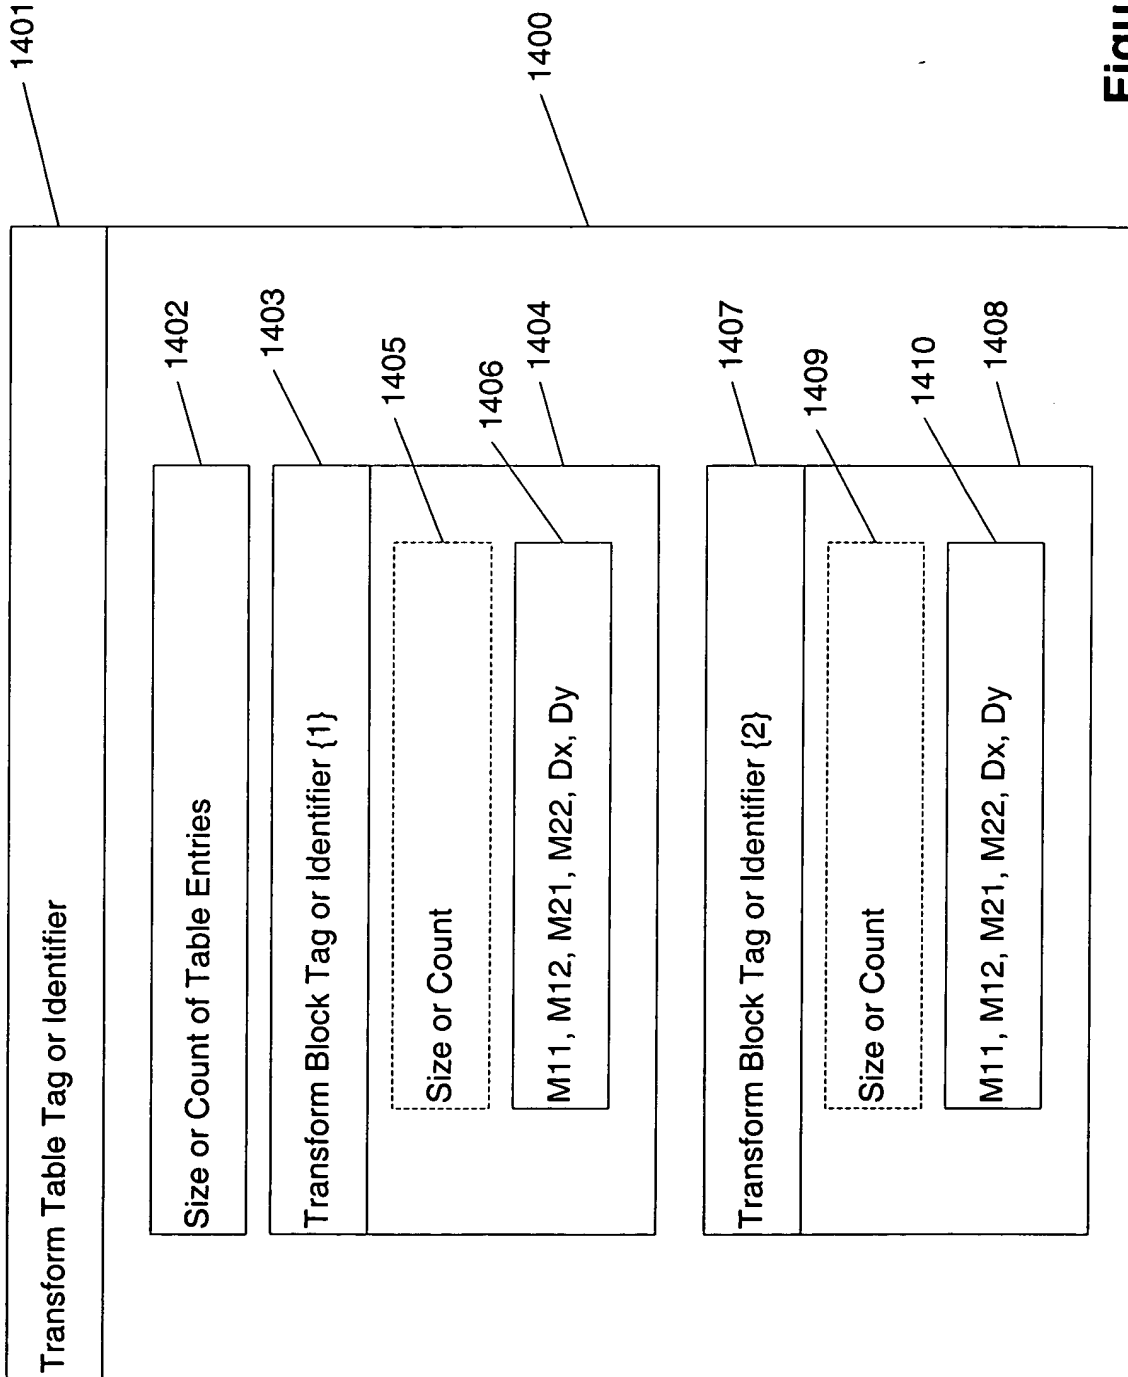 Transform Table Tag or Identifier
1401
1400
Size or Count of Table Entries
1402
Transform Block Tag or Identifier {1}
1403
Size or Count
1405
M11, M12, M21, M22, Dx, Dy
1406
1404
Transform Block Tag or Identifier {2}
1407
Size or Count
1409
M11, M12, M21, M22, Dx, Dy
1410
1408